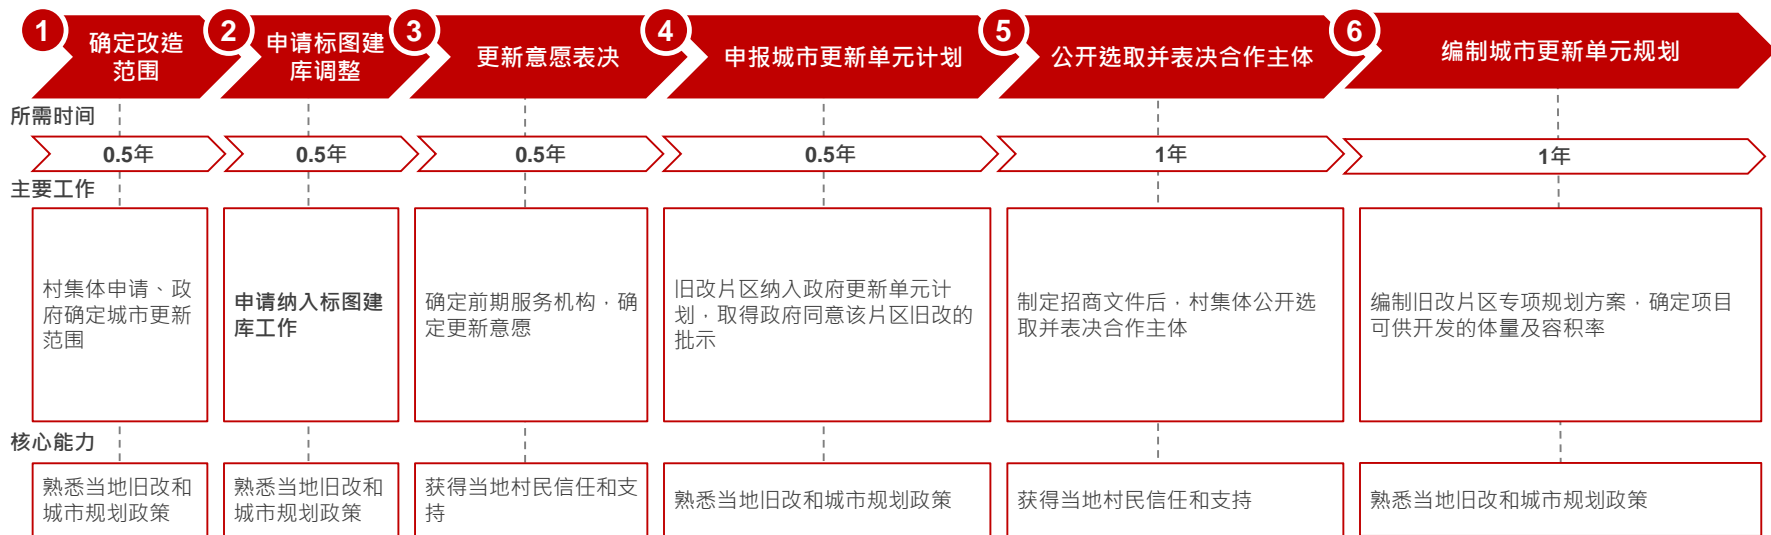 1
确定改造
范围
2
申请标图建
库调整
3
更新意愿表决
4
申报城市更新单元计划
5
公开选取并表决合作主体
6
编制城市更新单元规划
所需时间
0.5年
0.5年
0.5年
0.5年
1年
1年
主要工作
村集体申请、政
府确定城市更新
范围
申请纳入标图建
库工作
确定前期服务机构，确
定更新意愿
旧改片区纳入政府更新单元计
划，取得政府同意该片区旧改的
批示
制定招商文件后，村集体公开选
取并表决合作主体
编制旧改片区专项规划方案，确定项目
可供开发的体量及容积率
核心能力
熟悉当地旧改和
城市规划政策
熟悉当地旧改和
城市规划政策
获得当地村民信任和支
持
熟悉当地旧改和城市规划政策
获得当地村民信任和支持
熟悉当地旧改和城市规划政策